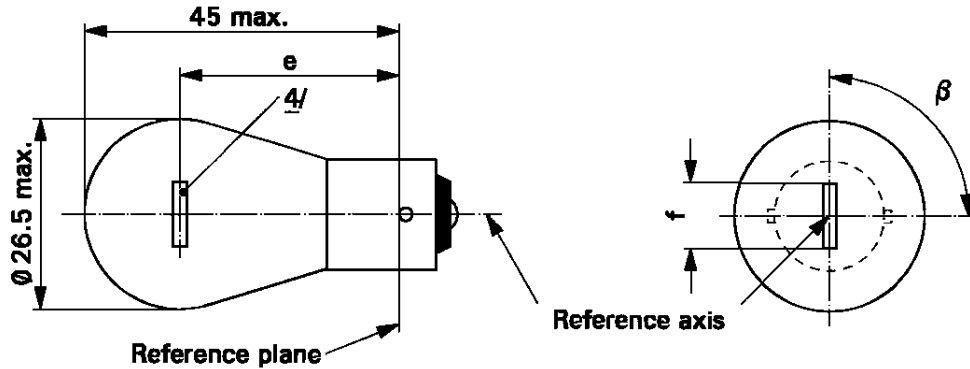 45 max.
e
4/
β
Ø 26.5 max.
f
Reference axis
Reference plane